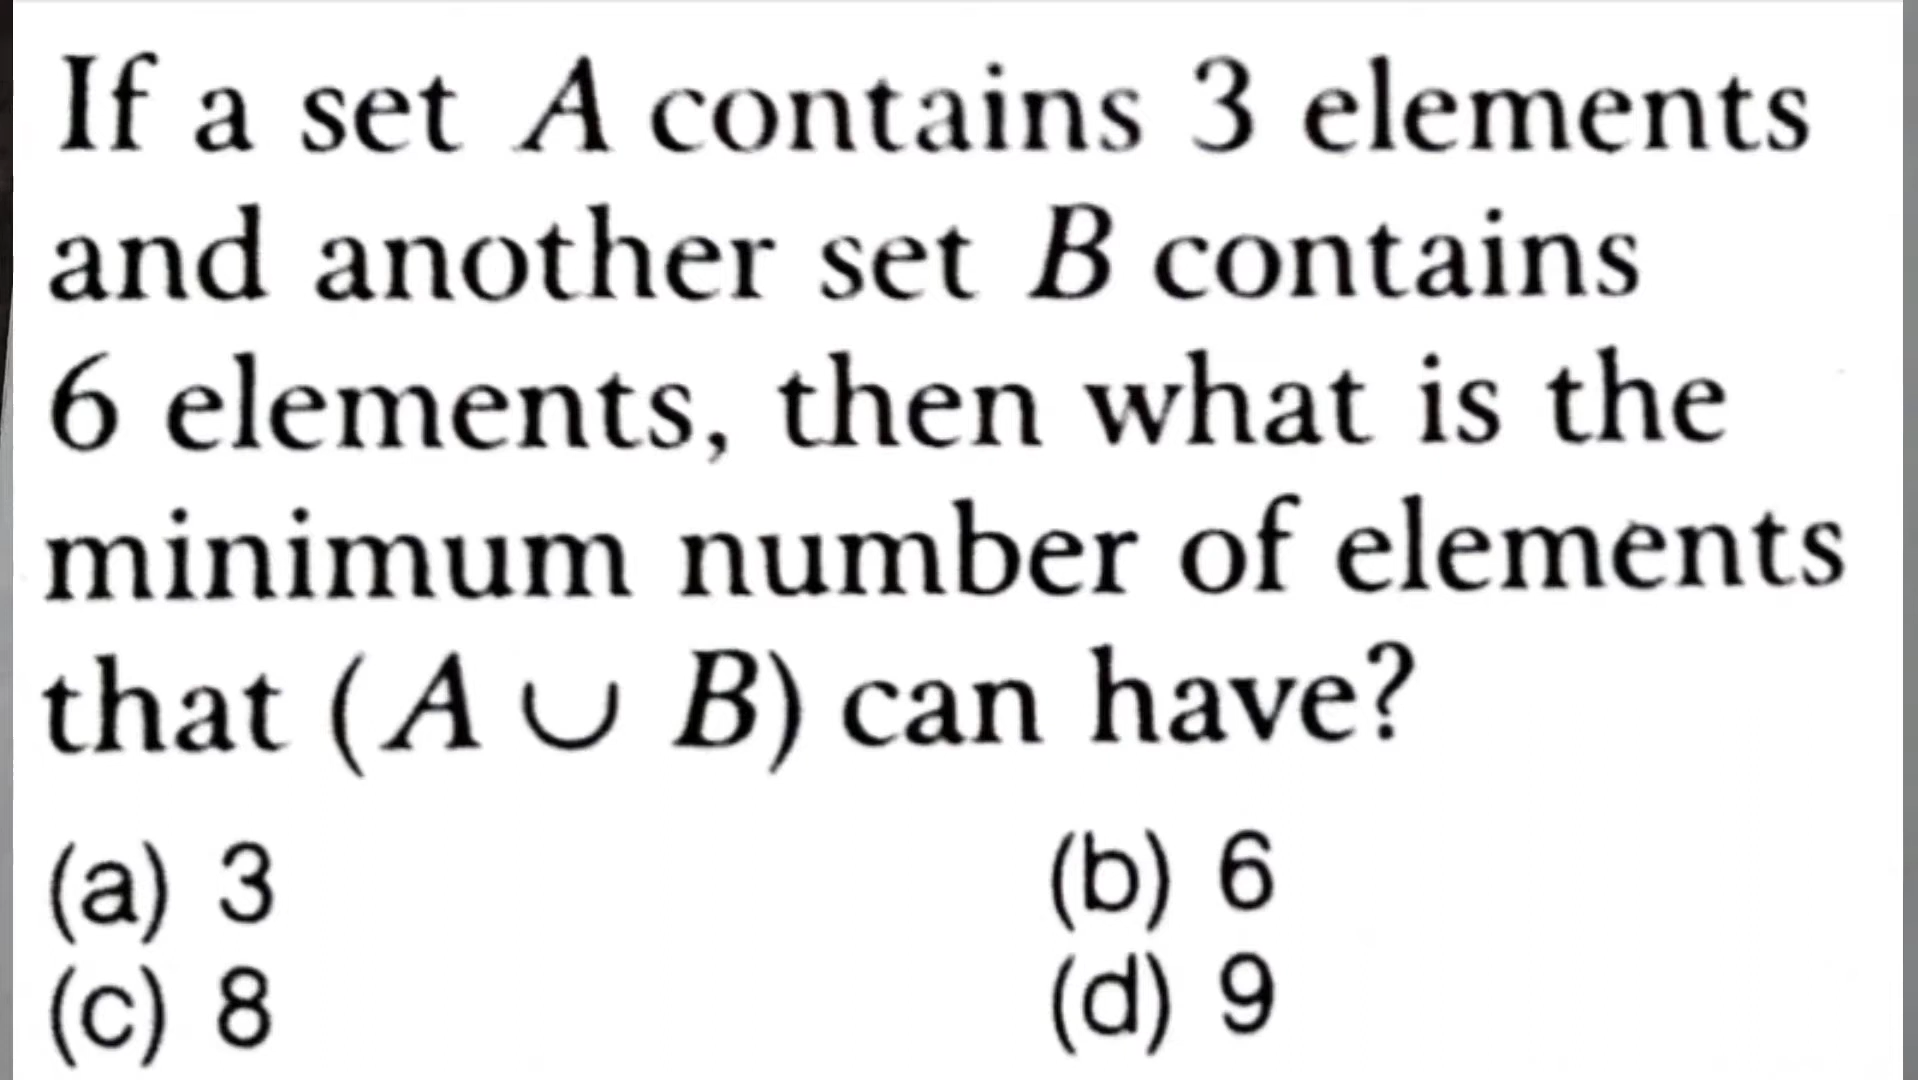 If a set A contains 3 elements
and another set B contains
6 elements, then what is the
minimum number of elements
that (A ∪ B) can have?
(a) 3 (b) 6
(c) 8 (d) 9